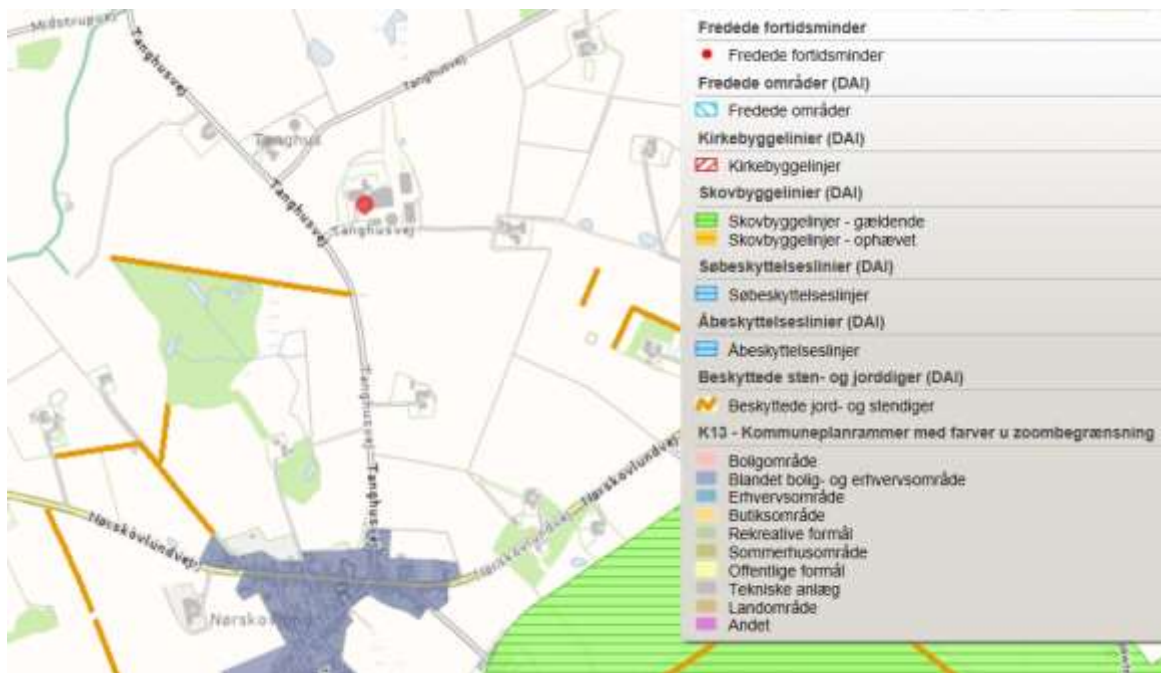 Midstrupvej
Tanghusvej
Tanghusvej
Tanghus
Tanghusvej
Tanghusvej
Tanghusvej
Tanghusvej
Nørskovlundvej
Nørskovlundvej
Nørskovlundvej
Fredede fortidsminder
Fredede fortidsminder
Fredede områder (DAI)
Fredede områder
Kirkebyggelinier (DAI)
Kirkebyggelinjer
Skovbyggelinier (DAI)
Skovbyggelinjer - gældende
Skovbyggelinjer - ophævet
Søbeskyttelseslinier (DAI)
Søbeskyttelseslinjer
Åbeskyttelseslinier (DAI)
Åbeskyttelseslinjer
Beskyttede sten- og jorddiger (DAI)
Beskyttede jord- og stendiger
K13 - Kommuneplanrammer med farver u zoombegrænsning
Boligområde
Blandet bolig- og erhvervsområde
Erhvervsområde
Butiksområde
Rekreative formål
Sommerhusområde
Offentlige formål
Tekniske anlæg
Landområde
Andet